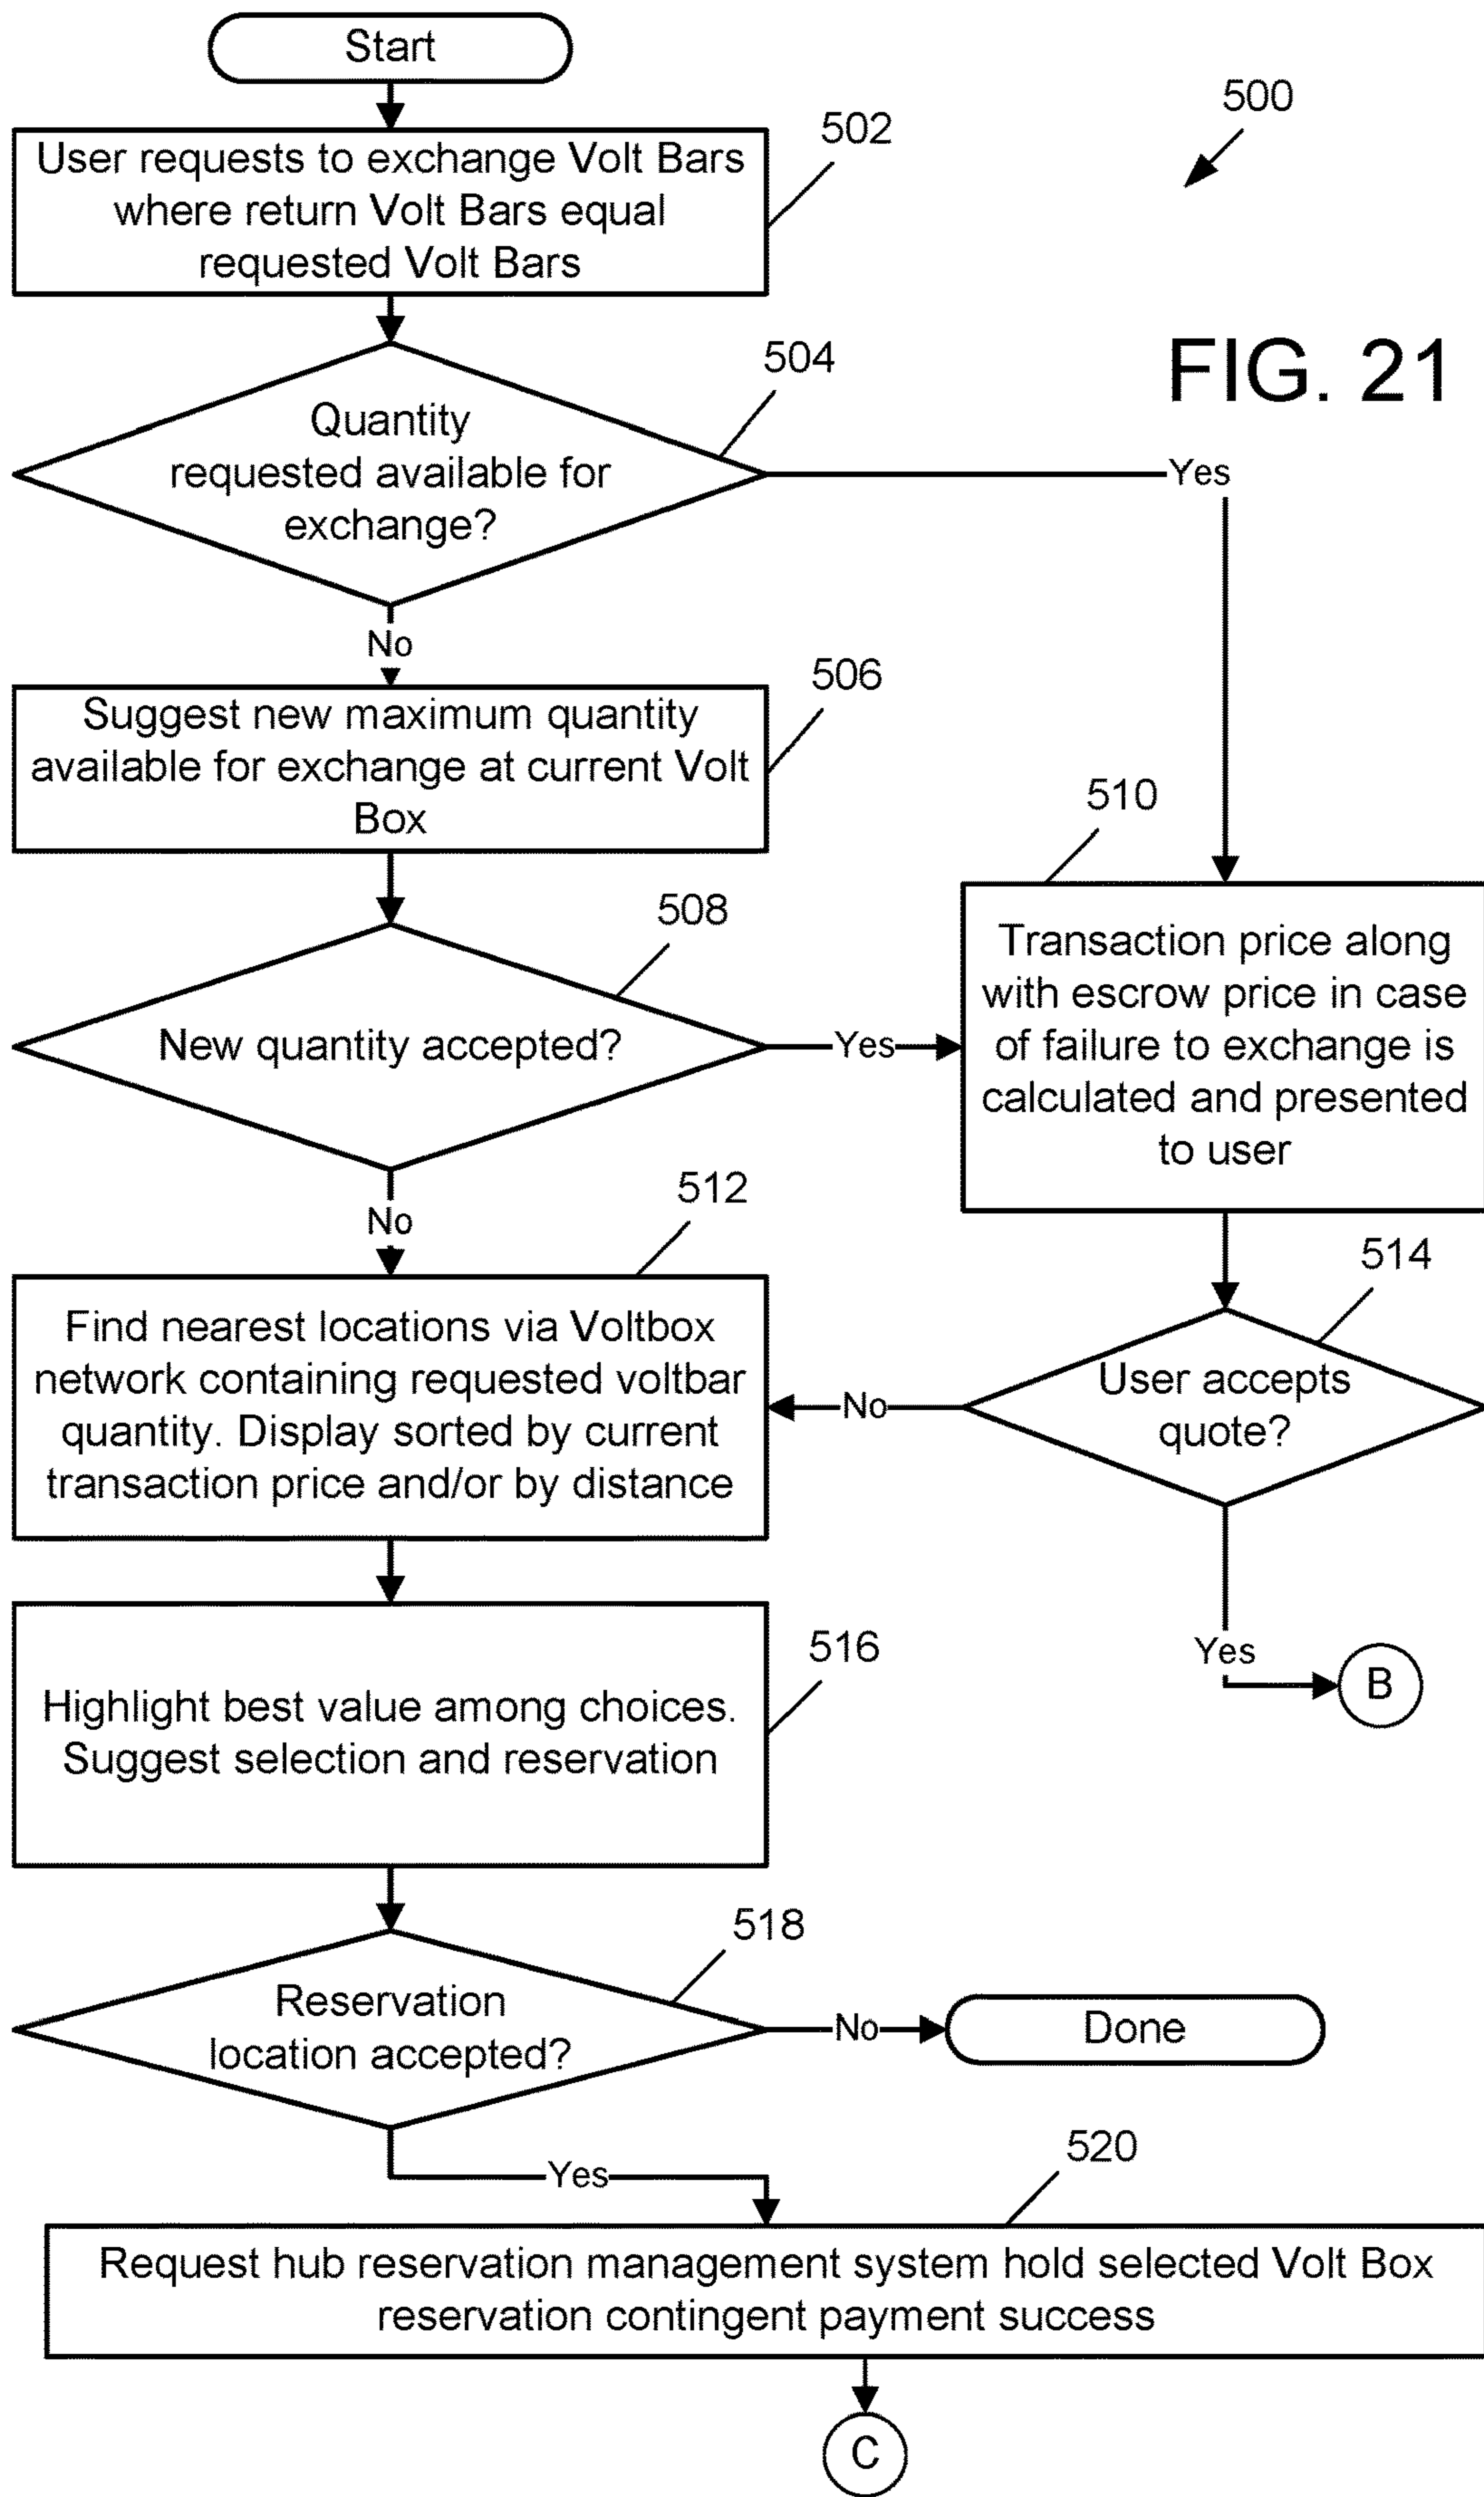 Start
500
502
User requests to exchange Volt Bars
where return Volt Bars equal
requested Volt Bars
FIG. 21
504
Quantity
requested available for
exchange?
Yes
No
506
Suggest new maximum quantity
available for exchange at current Volt
Box
510
508
New quantity accepted?
Yes
Transaction price along
with escrow price in case
of failure to exchange is
calculated and presented
to user
No
512
514
Find nearest locations via Voltbox
network containing requested voltbar
quantity. Display sorted by current
transaction price and/or by distance
No
User accepts
quote?
Yes
B
516
Highlight best value among choices.
Suggest selection and reservation
518
Reservation
location accepted?
No
Done
Yes
520
Request hub reservation management system hold selected Volt Box
reservation contingent payment success
C